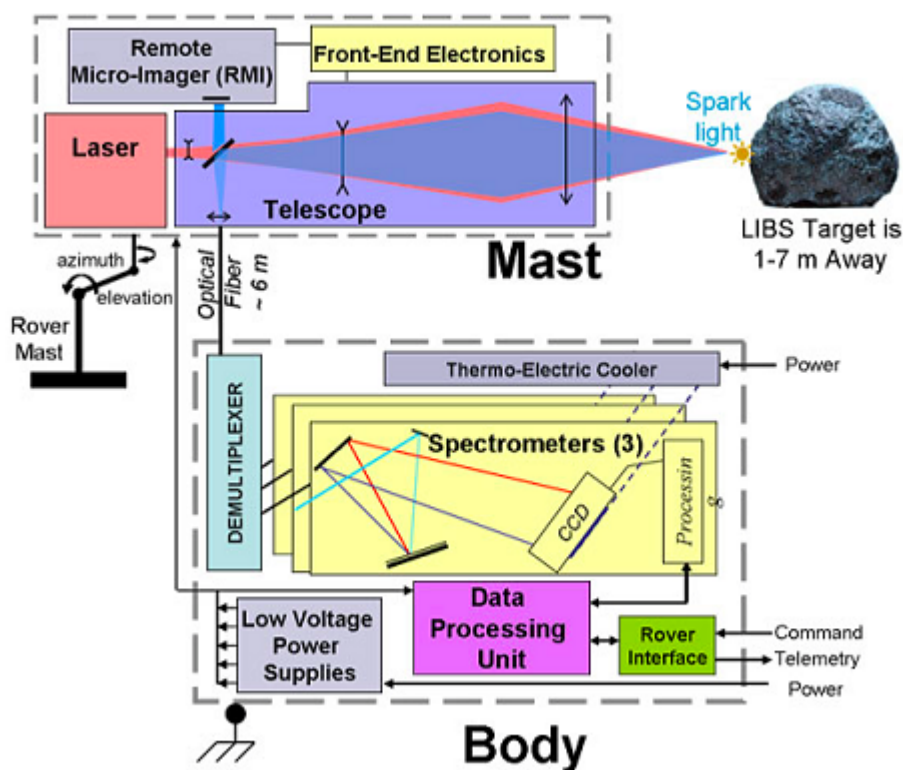 Remote
Micro-Imager (RMI)
Front-End Electronics
Laser
Telescope
Spark
light
LIBS Target is
1-7 m Away
Mast
azimuth
elevation
Rover
Mast
Optical
Fiber
~ 6 m
Thermo-Electric Cooler
Power
DEMULTIPLEXER
Spectrometers (3)
CCD
Processin
g
Low Voltage
Power
Supplies
Data
Processing
Unit
Rover
Interface
Command
Telemetry
Power
Body